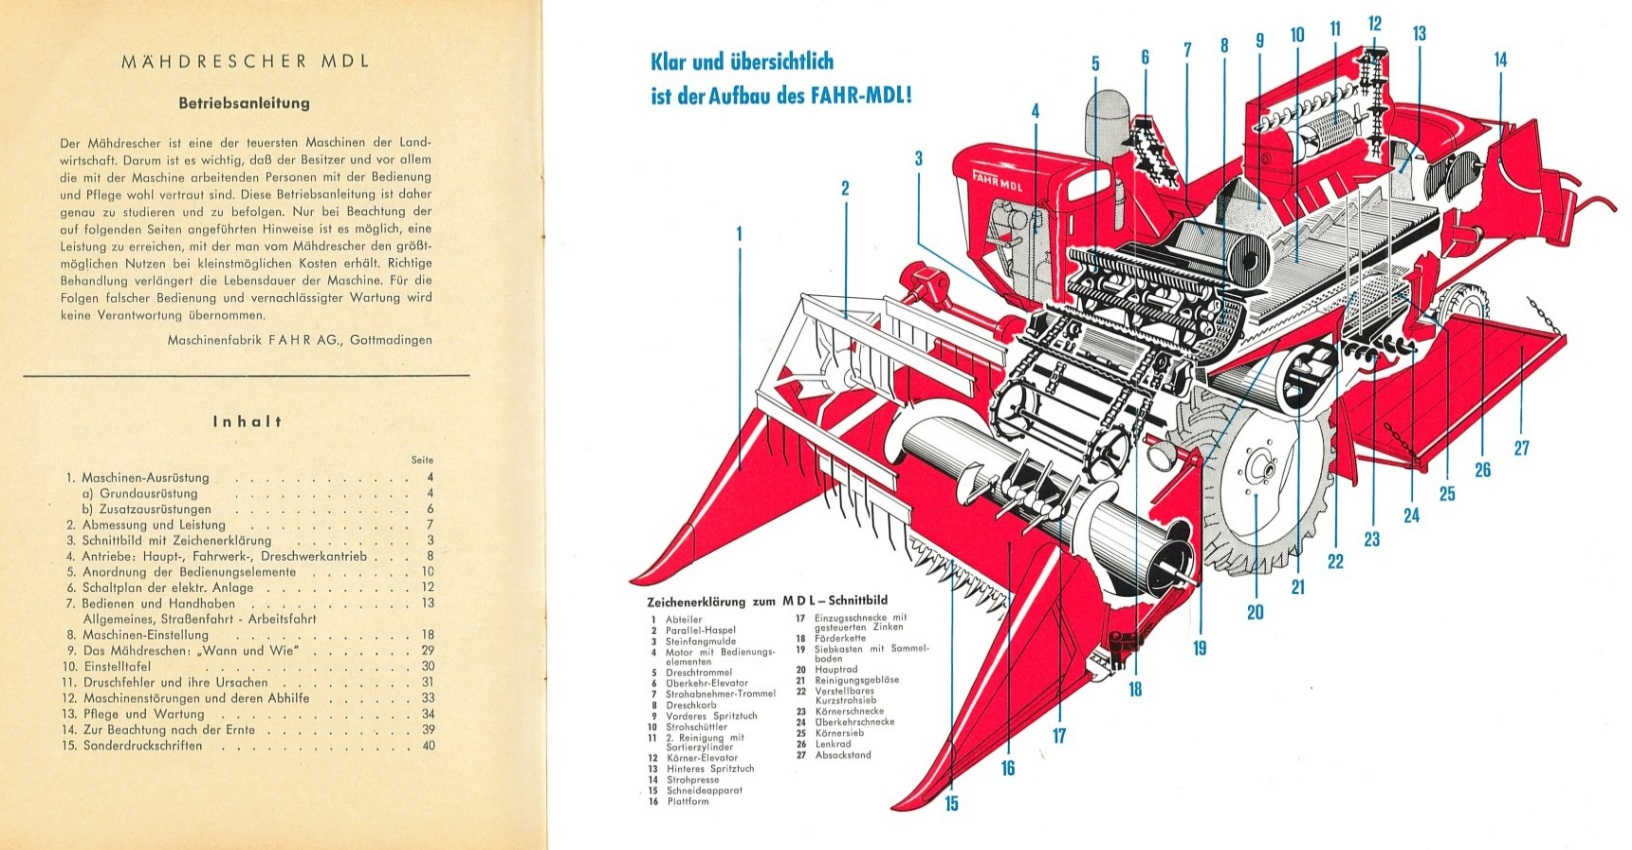 MÄHDRESCHER MDL
Betriebsanleitung
Der Mähdrescher ist eine der teuersten Maschinen der Land-
wirtschaft. Darum ist es wichtig, daß der Besitzer und vor allem
die mit der Maschine arbeitenden Personen mit der Bedienung
und Pflege wohl vertraut sind. Diese Betriebsanleitung ist daher
genau zu studieren und zu befolgen. Nur bei Beachtung der
auf folgenden Seiten angeführten Hinweise ist es möglich, eine
Leistung zu erreichen, mit der man vom Mähdrescher den größt-
möglichen Nutzen bei kleinstmöglichen Kosten erhält. Richtige
Behandlung verlängert die Lebensdauer der Maschine. Für die
Folgen falscher Bedienung und vernachlässigter Wartung wird
keine Verantwortung übernommen.
Maschinenfabrik FAHR AG., Gottmadingen
Inhalt
Seite
1. Maschinen-Ausrüstung . . . . . . . . . . . . 4
a) Grundausrüstung . . . . . . . . . . . . 4
b) Zusatzausrüstungen . . . . . . . . . . . . 6
2. Abmessung und Leistung . . . . . . . . . . . 7
3. Schnittbild mit Zeichenerklärung . . . . . . . . 3
4. Antriebe: Haupt-, Fahrwerk-, Dreschwerkantrieb . . . 8
5. Anordnung der Bedienungselemente . . . . . . . 10
6. Schaltplan der elektr. Anlage . . . . . . . . . . 12
7. Bedienen und Handhaben . . . . . . . . . . . 13
Allgemeines, Straßenfahrt - Arbeitsfahrt
8. Maschinen-Einstellung . . . . . . . . . . . . 18
9. Das Mähdreschen: „Wann und Wie“ . . . . . . . 29
10. Einstelltafel . . . . . . . . . . . . . 30
11. Druschfehler und ihre Ursachen . . . . . . . . . 31
12. Maschinenstörungen und deren Abhilfe . . . . . . 33
13. Pflege und Wartung . . . . . . . . . . . . 34
14. Zur Beachtung nach der Ernte . . . . . . . . . . 39
15. Sonderdruckschriften . . . . . . . . . . . . 40
Klar und übersichtlich
ist der Aufbau des FAHR-MDL!
1
2
3
4
5
6
7
8
9
10
11
12
13
14
FAHR MDL
27
26
25
24
23
22
21
20
19
18
17
16
15
Zeichenerklärung zum MDL – Schnittbild
1 Abteiler
2 Parallel-Haspel
3 Steinfangmulde
4 Motor mit Bedienungs-
elementen
5 Dreschtrommel
6 Überkehr-Elevator
7 Strohabnehmer-Trommel
8 Dreschkorb
9 Vorderes Spritztuch
10 Strohschüttler
11 2. Reinigung mit
Sortierzylinder
12 Körner-Elevator
13 Hinteres Spritztuch
14 Strohpresse
15 Schneideapparat
16 Plattform
17 Einzugsschnecke mit
gesteuerten Zinken
18 Förderkette
19 Siebkasten mit Sammel-
boden
20 Hauptrad
21 Reinigungsgebläse
22 Verstellbares
Kurzstrohsieb
23 Körnerschnecke
24 Überkehrschnecke
25 Körnersieb
26 Lenkrad
27 Absackstand